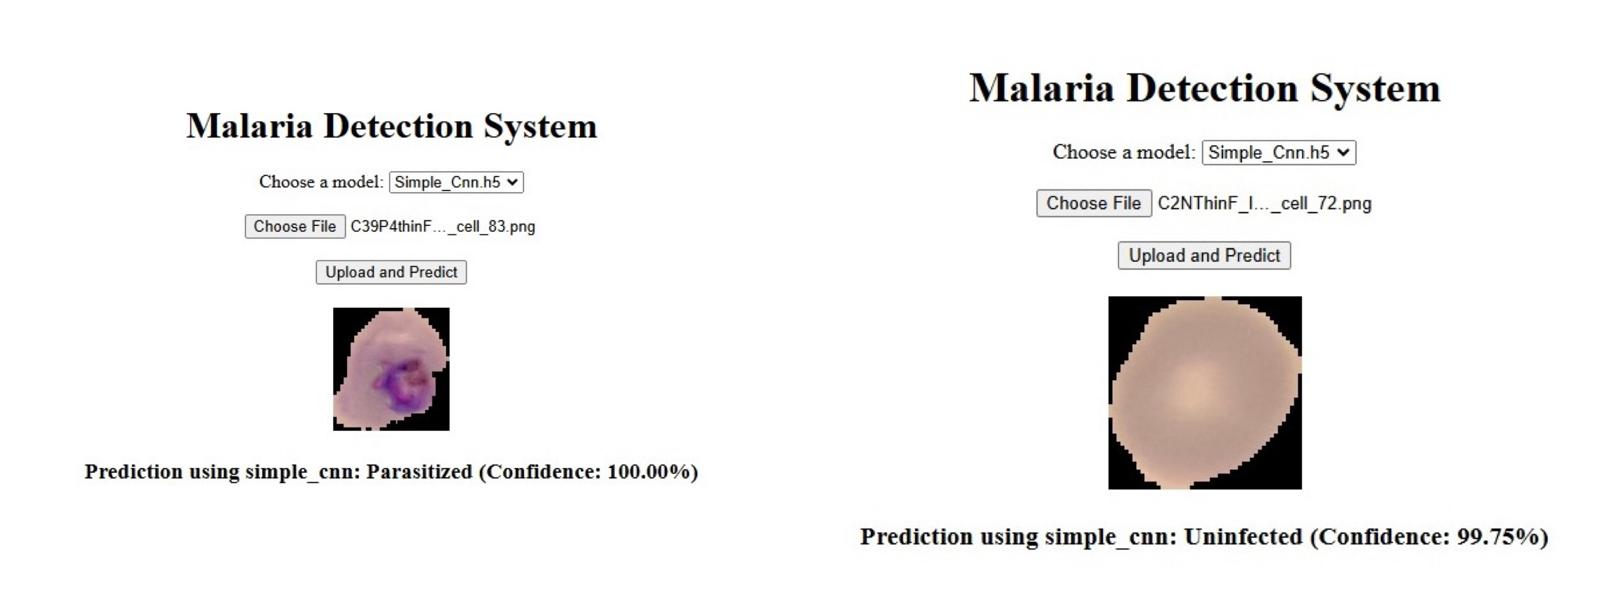 Malaria Detection System
Choose a model: Simple_Cnn.h5
Choose File C39P4thinF..._cell_83.png
Upload and Predict
Prediction using simple_cnn: Parasitized (Confidence: 100.00%)
Malaria Detection System
Choose a model: Simple_Cnn.h5
Choose File C2NThinF_I..._cell_72.png
Upload and Predict
Prediction using simple_cnn: Uninfected (Confidence: 99.75%)